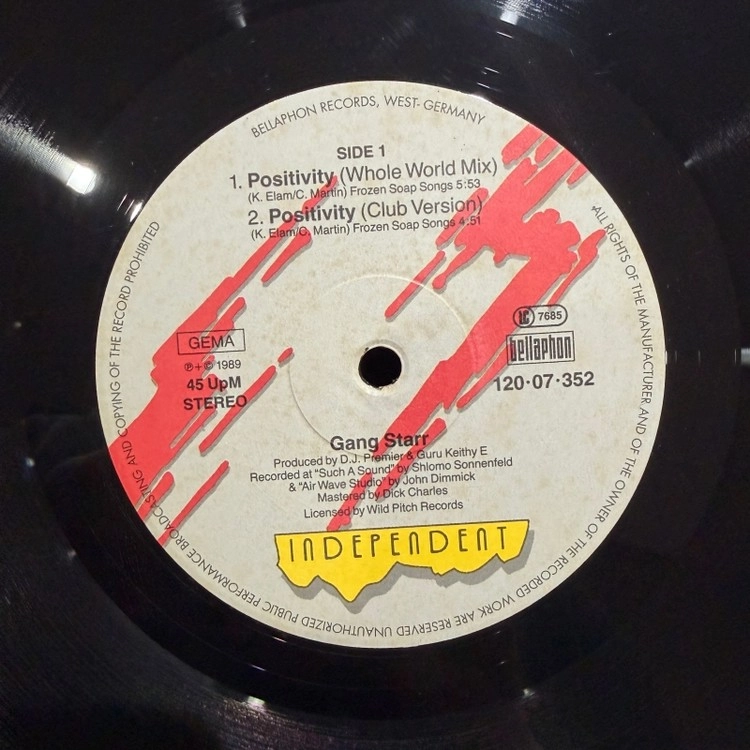 BELLAPHON RECORDS, WEST-GERMANY
SIDE 1
1. Positivity (Whole World Mix)
(K. Elam/C. Martin) Frozen Soap Songs 5:53
2. Positivity (Club Version)
(K. Elam/C. Martin) Frozen Soap Songs 4:51
GEMA
℗+© 1989
45 UpM
STEREO
LC 7685
bellaphon
120·07·352
Gang Starr
Produced by D.J. Premier & Guru Keithy E
Recorded at "Such A Sound" by Shlomo Sonnenfeld
& "Air Wave Studio" by John Dimmick
Mastered by Dick Charles
Licensed by Wild Pitch Records
INDEPENDENT
ALL RIGHTS OF THE MANUFACTURER AND OF THE OWNER OF THE RECORDED WORK ARE RESERVED UNAUTHORIZED PUBLIC PERFORMANCE BROADCASTING AND COPYING OF THE RECORD PROHIBITED